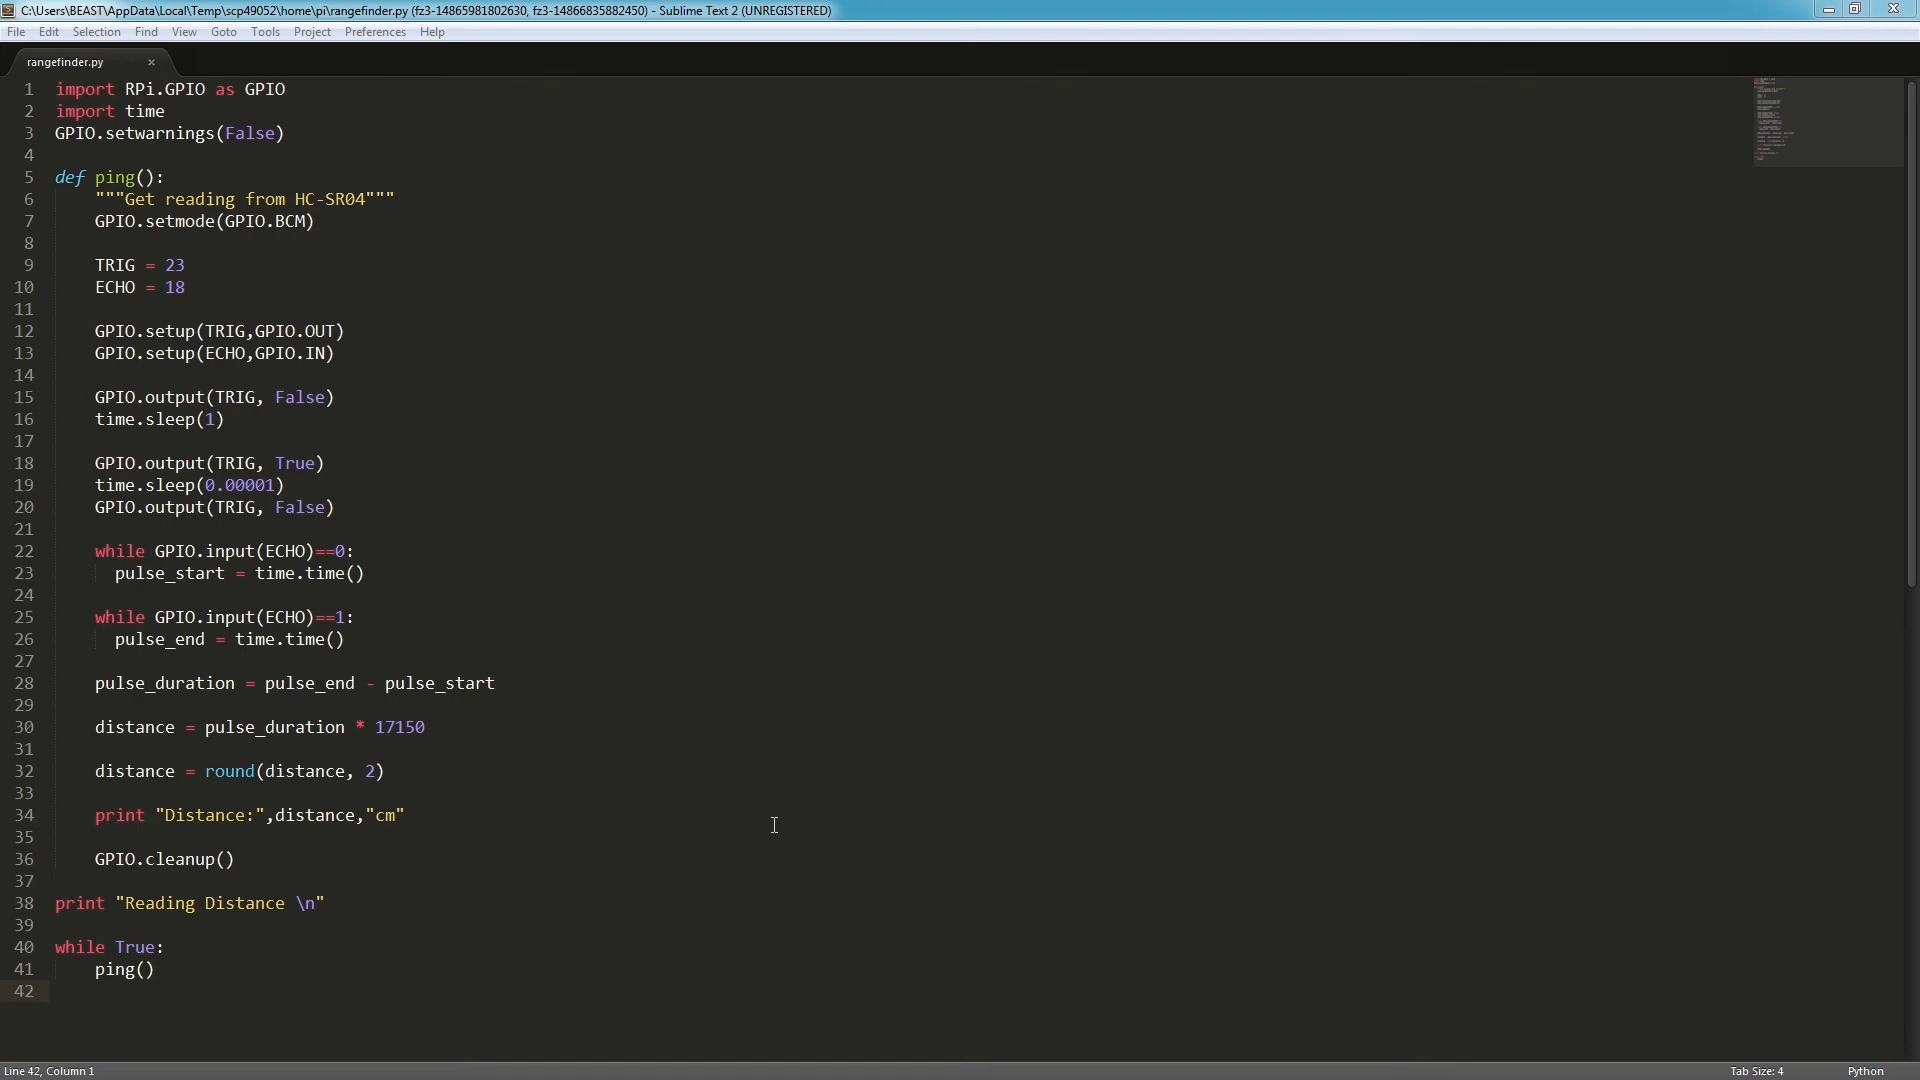 C:\Users\BEAST\AppData\Local\Temp\scp49052\home\pi\rangefinder.py (fz3-14865981802630, fz3-14866835882450) - Sublime Text 2 (UNREGISTERED)
File Edit Selection Find View Goto Tools Project Preferences Help
rangefinder.py ×
1 import RPi.GPIO as GPIO
2 import time
3 GPIO.setwarnings(False)
4
5 def ping():
6     """Get reading from HC-SR04"""
7     GPIO.setmode(GPIO.BCM)
8
9     TRIG = 23
10     ECHO = 18
11
12     GPIO.setup(TRIG,GPIO.OUT)
13     GPIO.setup(ECHO,GPIO.IN)
14
15     GPIO.output(TRIG, False)
16     time.sleep(1)
17
18     GPIO.output(TRIG, True)
19     time.sleep(0.00001)
20     GPIO.output(TRIG, False)
21
22     while GPIO.input(ECHO)==0:
23       pulse_start = time.time()
24
25     while GPIO.input(ECHO)==1:
26       pulse_end = time.time()
27
28     pulse_duration = pulse_end - pulse_start
29
30     distance = pulse_duration * 17150
31
32     distance = round(distance, 2)
33
34     print "Distance:",distance,"cm"
35
36     GPIO.cleanup()
37
38 print "Reading Distance \n"
39
40 while True:
41     ping()
42
Line 42, Column 1
Tab Size: 4
Python